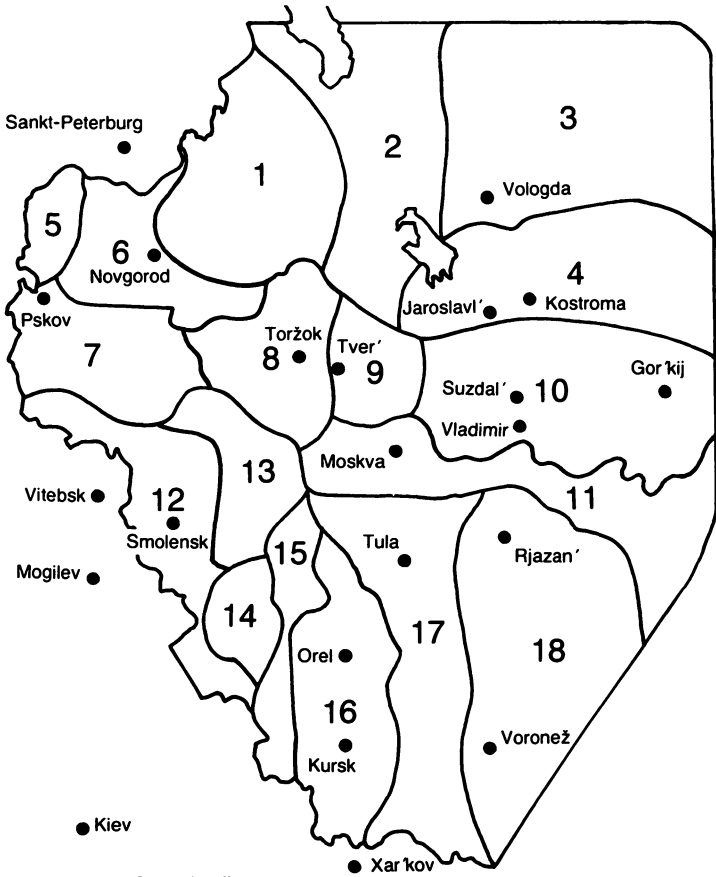 Sankt-Peterburg
1
2
3
Vologda
5
6
Novgorod
4
Jaroslavl´
Kostroma
Pskov
7
Toržok
8
Tver´
9
Gor´kij
Suzdal´
10
Vladimir
Moskva
13
11
Vitebsk
12
Smolensk
15
Tula
Rjazan´
Mogilev
14
17
18
Orel
16
Kursk
Voronež
Kiev
Xar´kov